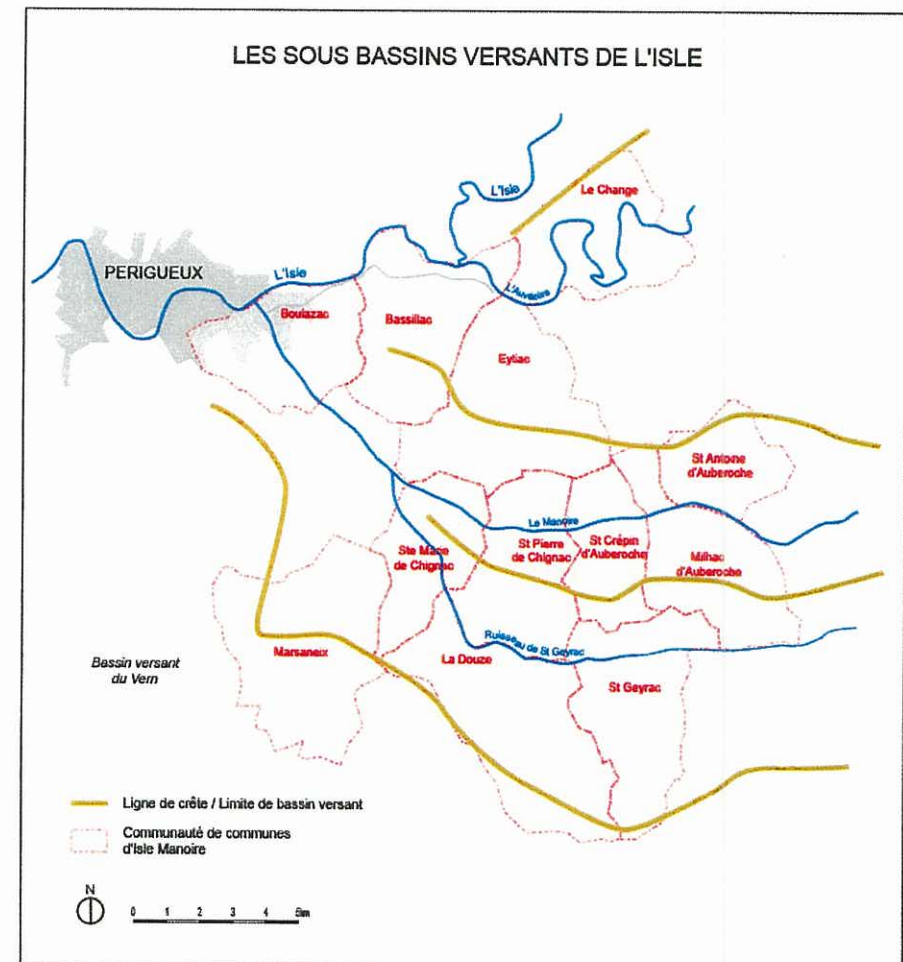 LES SOUS BASSINS VERSANTS DE L'ISLE
L'Isle
Le Change
PERIGUEUX
L'Isle
L'Auvézère
Boulazac
Bassillac
Eyliac
St Antoine
d'Auberoche
Le Manoire
Ste Marie
de Chignac
St Pierre
de Chignac
St Crépin
d'Auberoche
Milhac
d'Auberoche
Ruisseau de St Geyrac
Marsaneix
La Douze
Bassin versant
du Vern
St Geyrac
Ligne de crête / Limite de bassin versant
Communauté de communes
d'Isle Manoire
N
0 1 2 3 4 5km